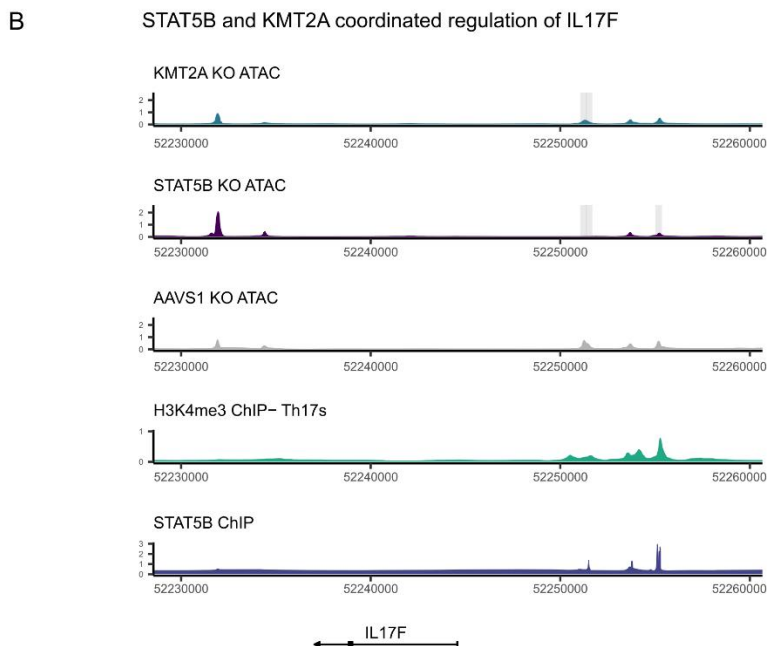 B
STAT5B and KMT2A coordinated regulation of IL17F
KMT2A KO ATAC
2
1
0
52230000 52240000 52250000 52260000
STAT5B KO ATAC
2
1
0
52230000 52240000 52250000 52260000
AAVS1 KO ATAC
2
1
0
52230000 52240000 52250000 52260000
H3K4me3 ChIP− Th17s
1
0
52230000 52240000 52250000 52260000
STAT5B ChIP
3
2
1
0
52230000 52240000 52250000 52260000
IL17F